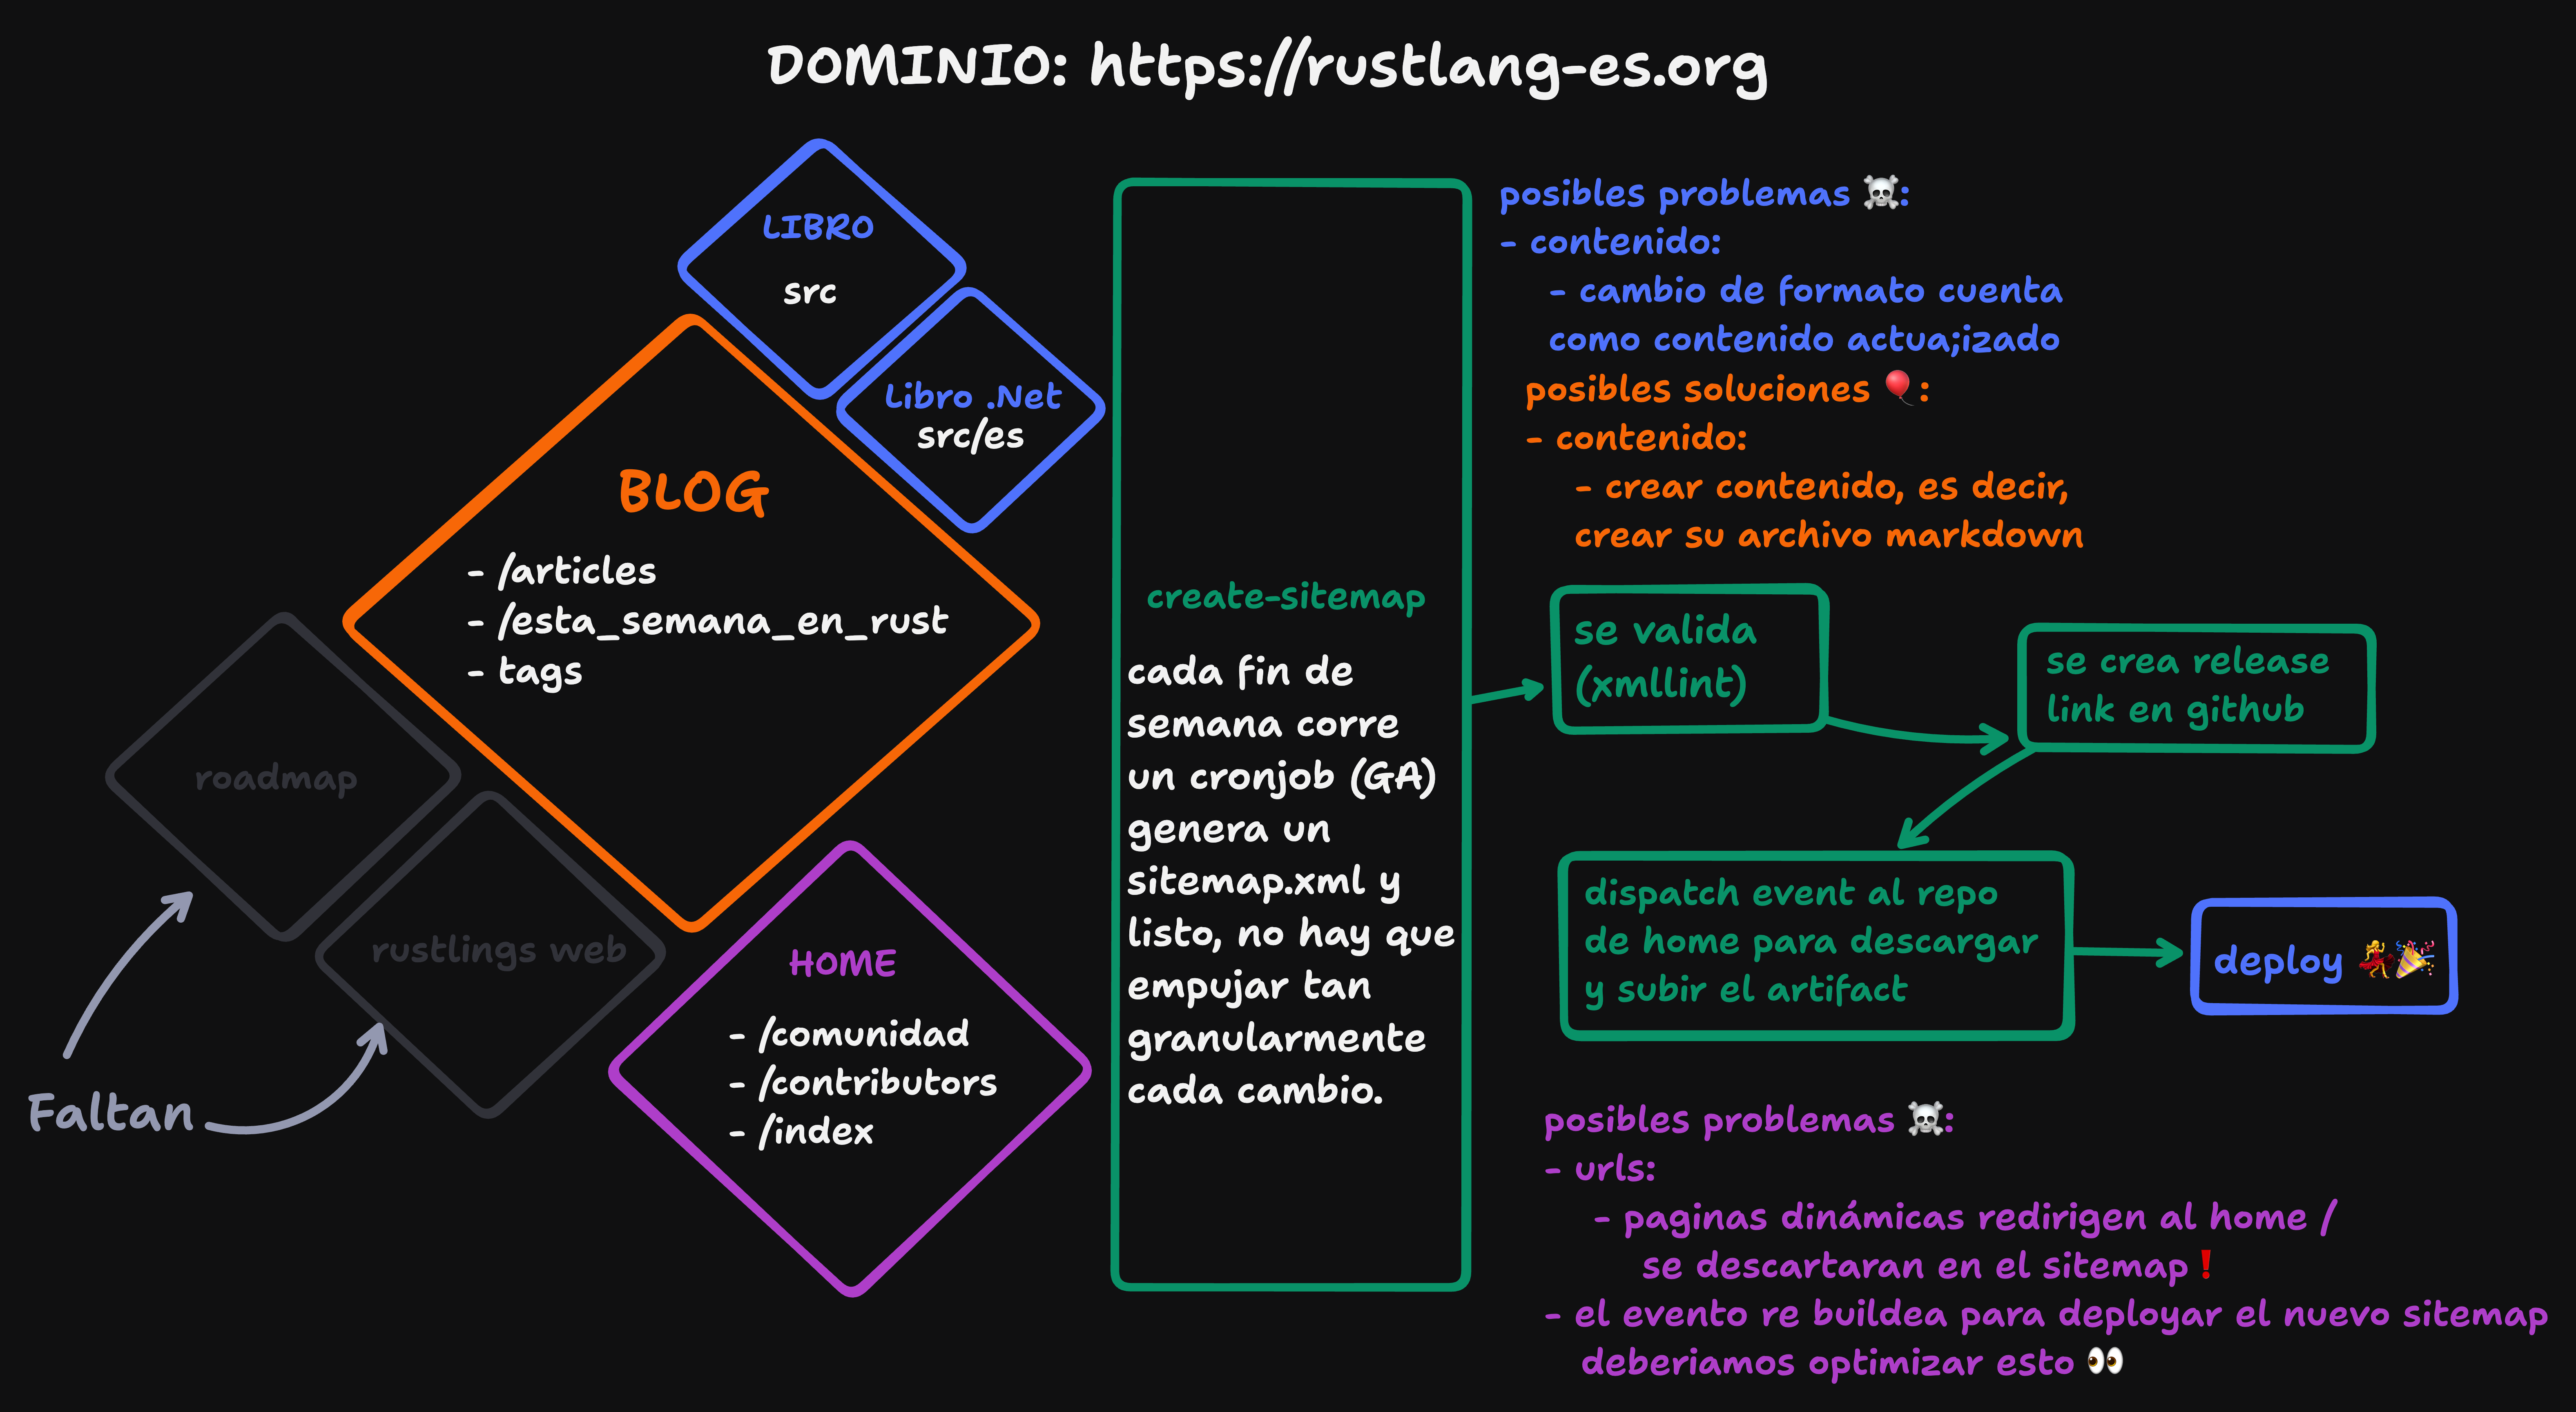 DOMINIO: https://rustlang-es.org
LIBRO
src
Libro .Net
src/es
BLOG
- /articles
- /esta_semana_en_rust
- tags
roadmap
rustlings web
Faltan
HOME
- /comunidad
- /contributors
- /index
create-sitemap
cada fin de
semana corre
un cronjob (GA)
genera un
sitemap.xml y
listo, no hay que
empujar tan
granularmente
cada cambio.
posibles problemas ☠️:
- contenido:
- cambio de formato cuenta
como contenido actua;izado
posibles soluciones 🎈:
- contenido:
- crear contenido, es decir,
crear su archivo markdown
se valida
(xmllint)
se crea release
link en github
dispatch event al repo
de home para descargar
y subir el artifact
deploy 💃🎉
posibles problemas ☠️:
- urls:
- paginas dinámicas redirigen al home /
se descartaran en el sitemap❗
- el evento re buildea para deployar el nuevo sitemap
deberiamos optimizar esto 👀